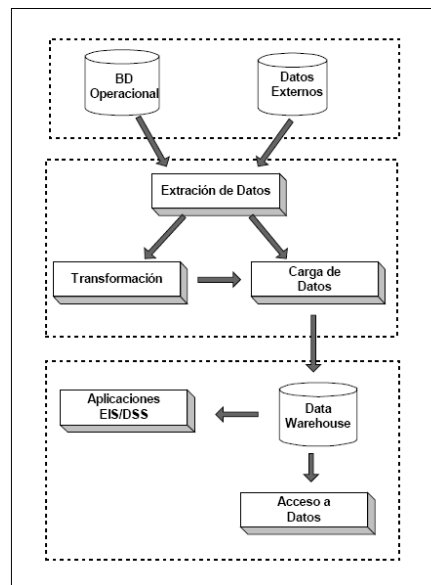 BD
Operacional
Datos
Externos
Extración de Datos
Transformación
Carga de
Datos
Aplicaciones
EIS/DSS
Data
Warehouse
Acceso a
Datos